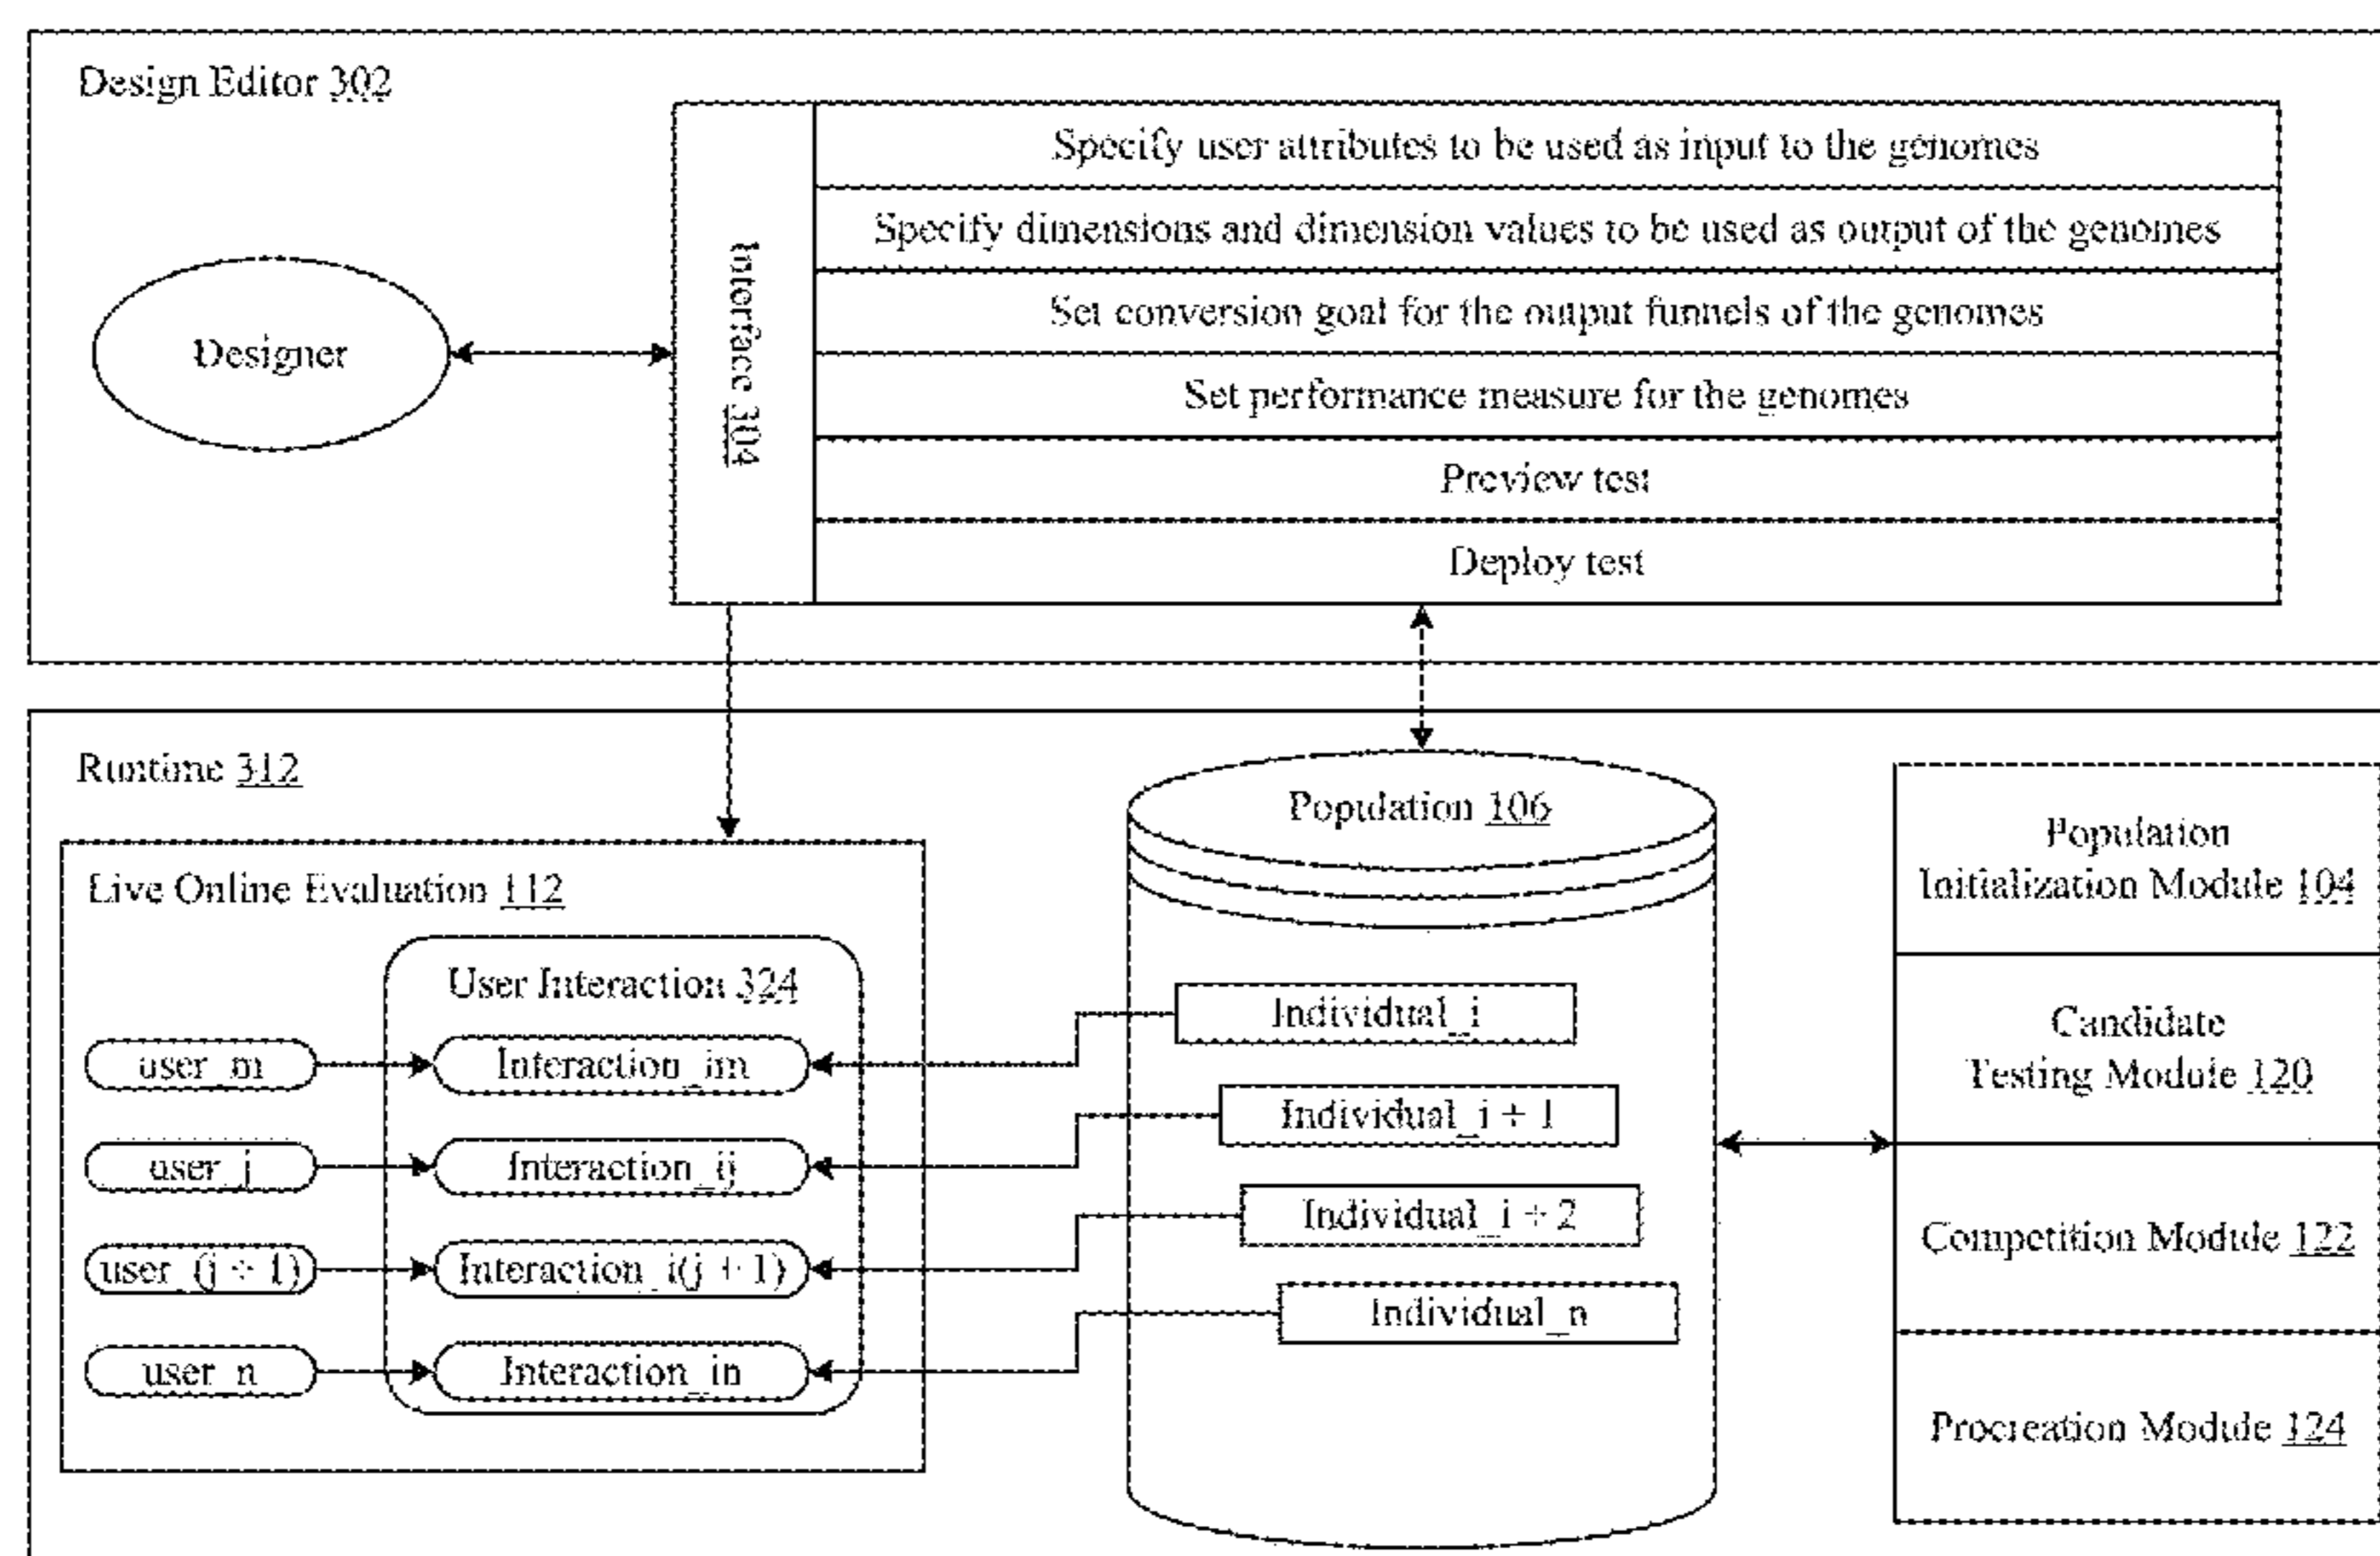 Design Editor 302
Specify user attributes to be used as input to the genomes
Specify dimensions and dimension values to be used as output of the genomes
Set conversion goal for the output funnels of the genomes
Set performance measure for the genomes
Preview test
Deploy test
Interface 304
Designer
Runtime 312
Population 106
Live Online Evaluation 112
User Interaction 324
user_m
Interaction_im
user_j
Interaction_ij
user_(j + 1)
Interaction_i(j + 1)
user_n
Interaction_in
Individual_i
Individual_i + 1
Individual_i + 2
Individual_n
Population
Initialization Module 104
Candidate
Testing Module 120
Competition Module 122
Procreation Module 124